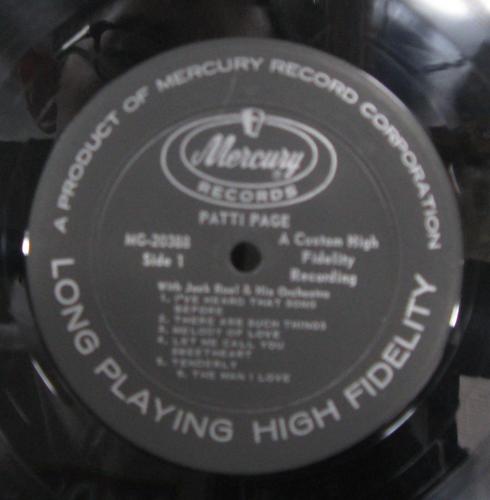 A PRODUCT OF MERCURY RECORD CORPORATION
Mercury
RECORDS
PATTI PAGE
MG-20388
Side 1
A Custom High
Fidelity
Recording
With Jack Rael & His Orchestra
1. I'VE HEARD THAT SONG
BEFORE
2. THERE ARE SUCH THINGS
3. MELODY OF LOVE
4. LET ME CALL YOU
SWEETHEART
5. TENDERLY
6. THE MAN I LOVE
LONG PLAYING HIGH FIDELITY